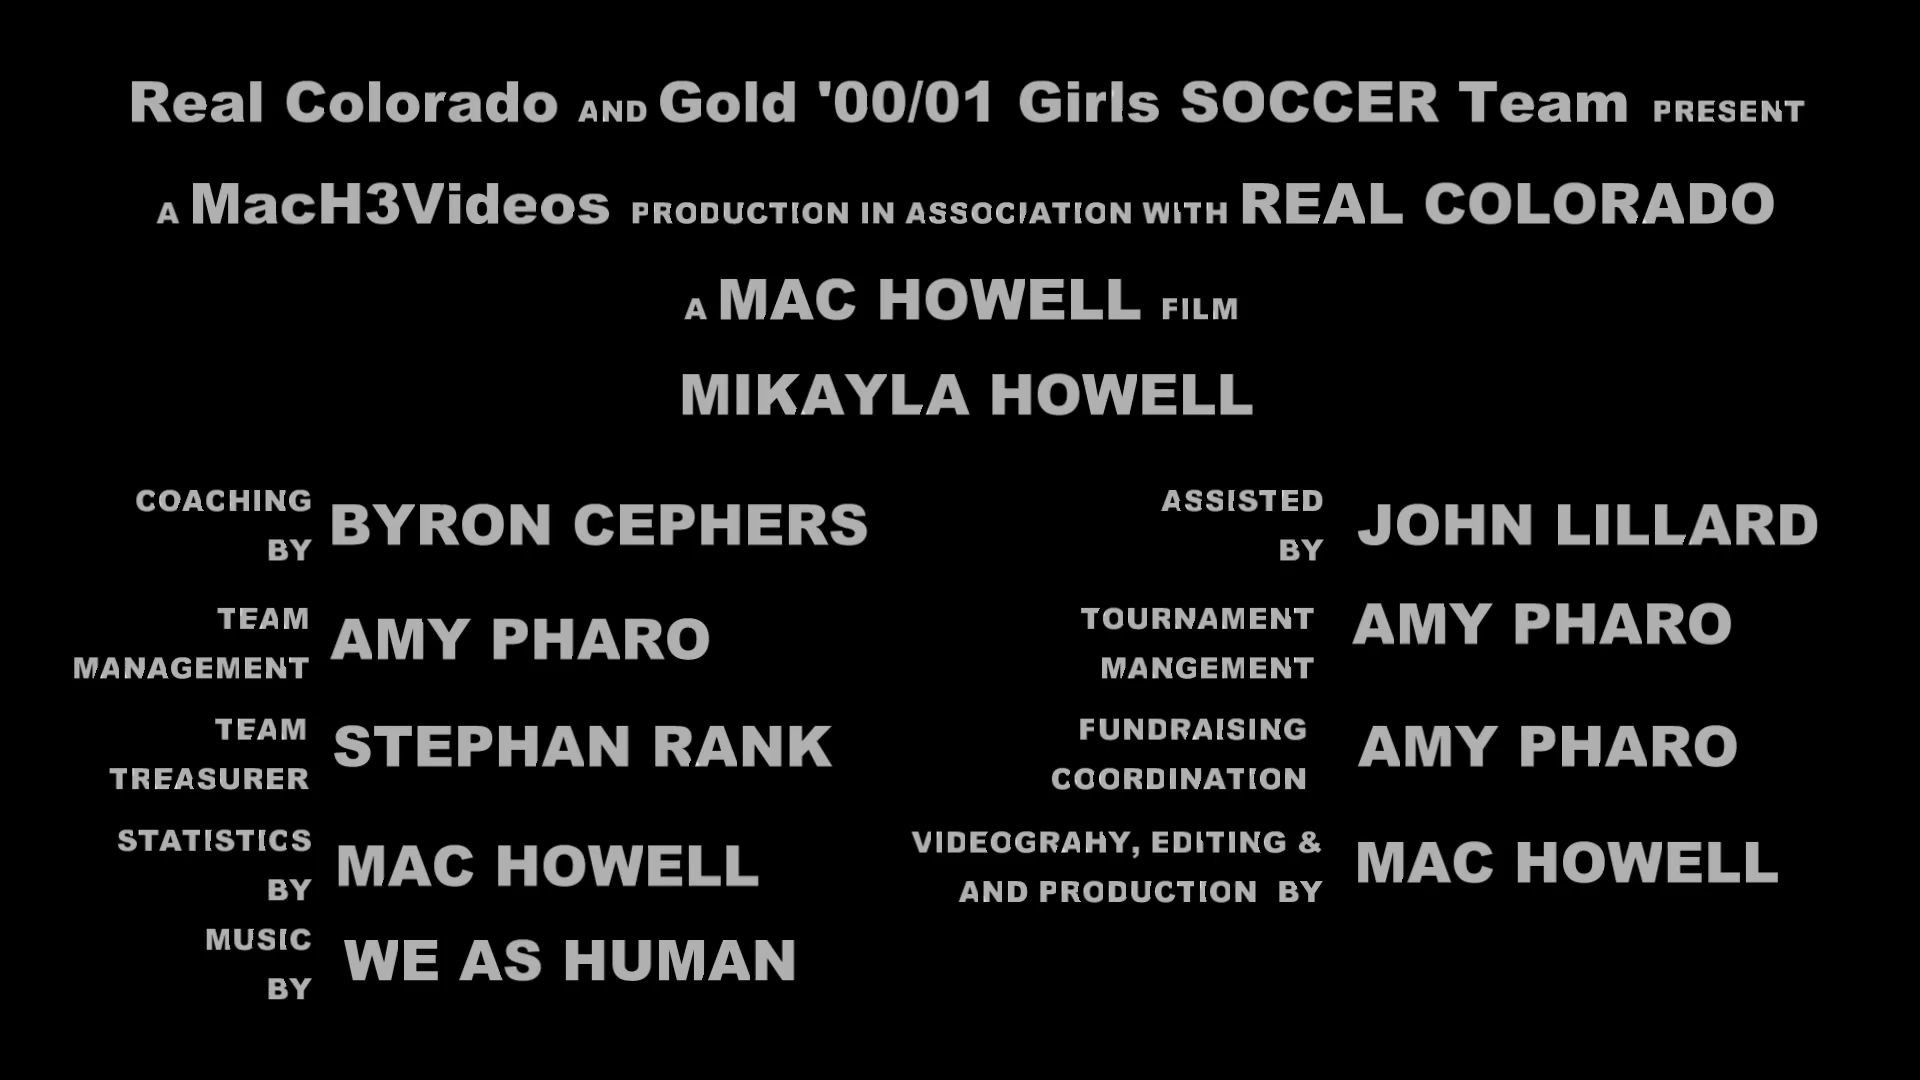 Real Colorado AND Gold '00/01 Girls SOCCER Team PRESENT
A MacH3Videos PRODUCTION IN ASSOCIATION WITH REAL COLORADO
A MAC HOWELL FILM
MIKAYLA HOWELL
COACHING
BY
BYRON CEPHERS
ASSISTED
BY
JOHN LILLARD
TEAM
MANAGEMENT
AMY PHARO
TOURNAMENT
MANGEMENT
AMY PHARO
TEAM
TREASURER
STEPHAN RANK
FUNDRAISING
COORDINATION
AMY PHARO
STATISTICS
BY
MAC HOWELL
VIDEOGRAHY, EDITING &
AND PRODUCTION BY
MAC HOWELL
MUSIC
BY
WE AS HUMAN